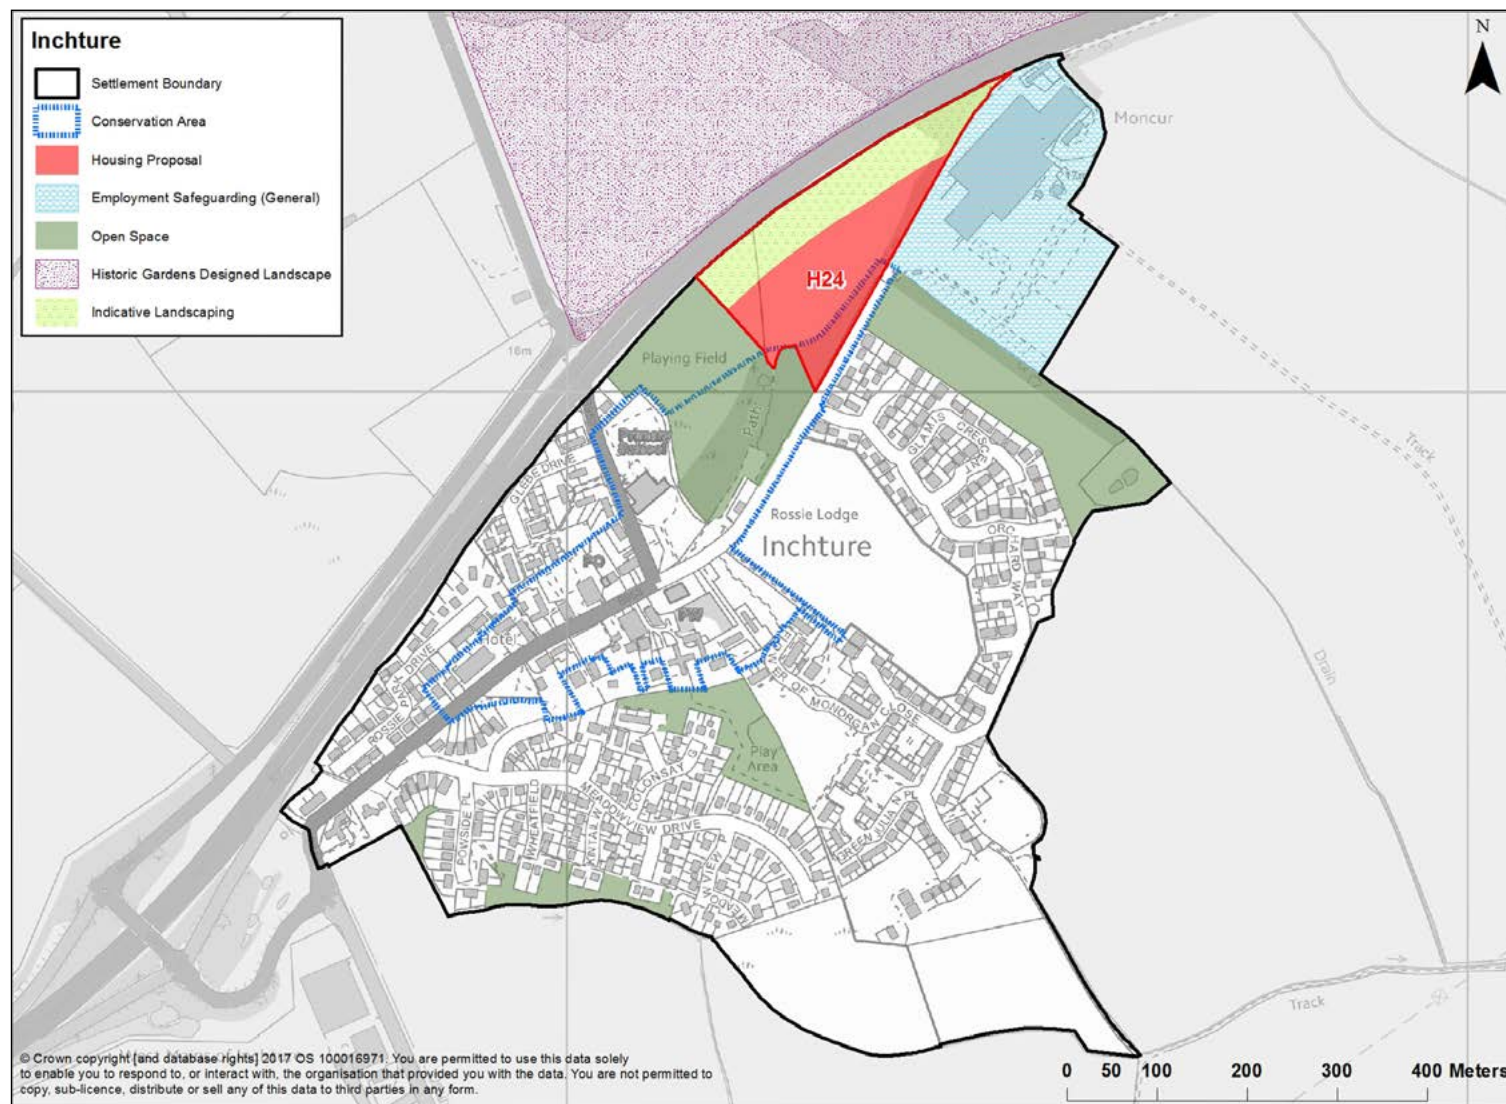 Inchture
Settlement Boundary
Conservation Area
Housing Proposal
Employment Safeguarding (General)
Open Space
Historic Gardens Designed Landscape
Indicative Landscaping
N
Moncur
17m
H24
16m
Playing Field
Path
Primary
School
GLEBE DRIVE
GLAMIS CRESCENT
Track
Rossie Lodge
Inchture
ORCHARD WAY
PO
PW
Hotel
ROSSIE PARK DRIVE
Drain
CLOSE
Play
Area
COLONSAY
MEADOWVIEW DRIVE
WHEATFIELD
POWSIDE PL
Track
© Crown copyright [and database rights] 2017 OS 100016971. You are permitted to use this data solely
to enable you to respond to, or interact with, the organisation that provided you with the data. You are not permitted to
copy, sub-licence, distribute or sell any of this data to third parties in any form.
0 50 100 200 300 400 Meters